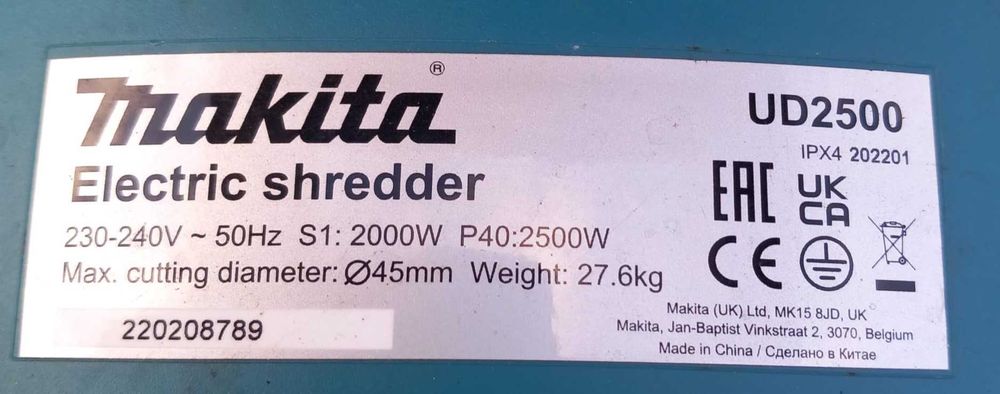 Makita®
UD2500
Electric shredder
IPX4 202201
230-240V ~ 50Hz S1: 2000W P40:2500W
Max. cutting diameter: Ø45mm Weight: 27.6kg
EAC
UK
CA
CE
220208789
Makita (UK) Ltd, MK15 8JD, UK
Makita, Jan-Baptist Vinkstraat 2, 3070, Belgium
Made in China / Сделано в Китае